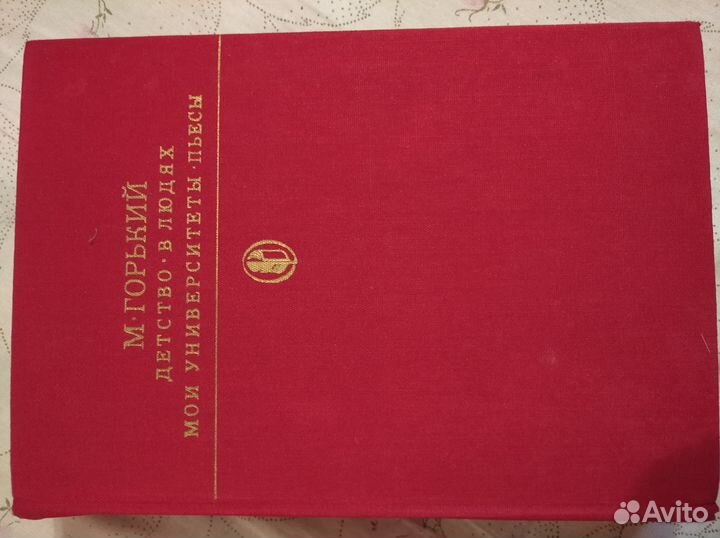 М·ГОРЬКИЙ
ДЕТСТВО·В ЛЮДЯХ
МОИ УНИВЕРСИТЕТЫ·ПЬЕСЫ
Avito